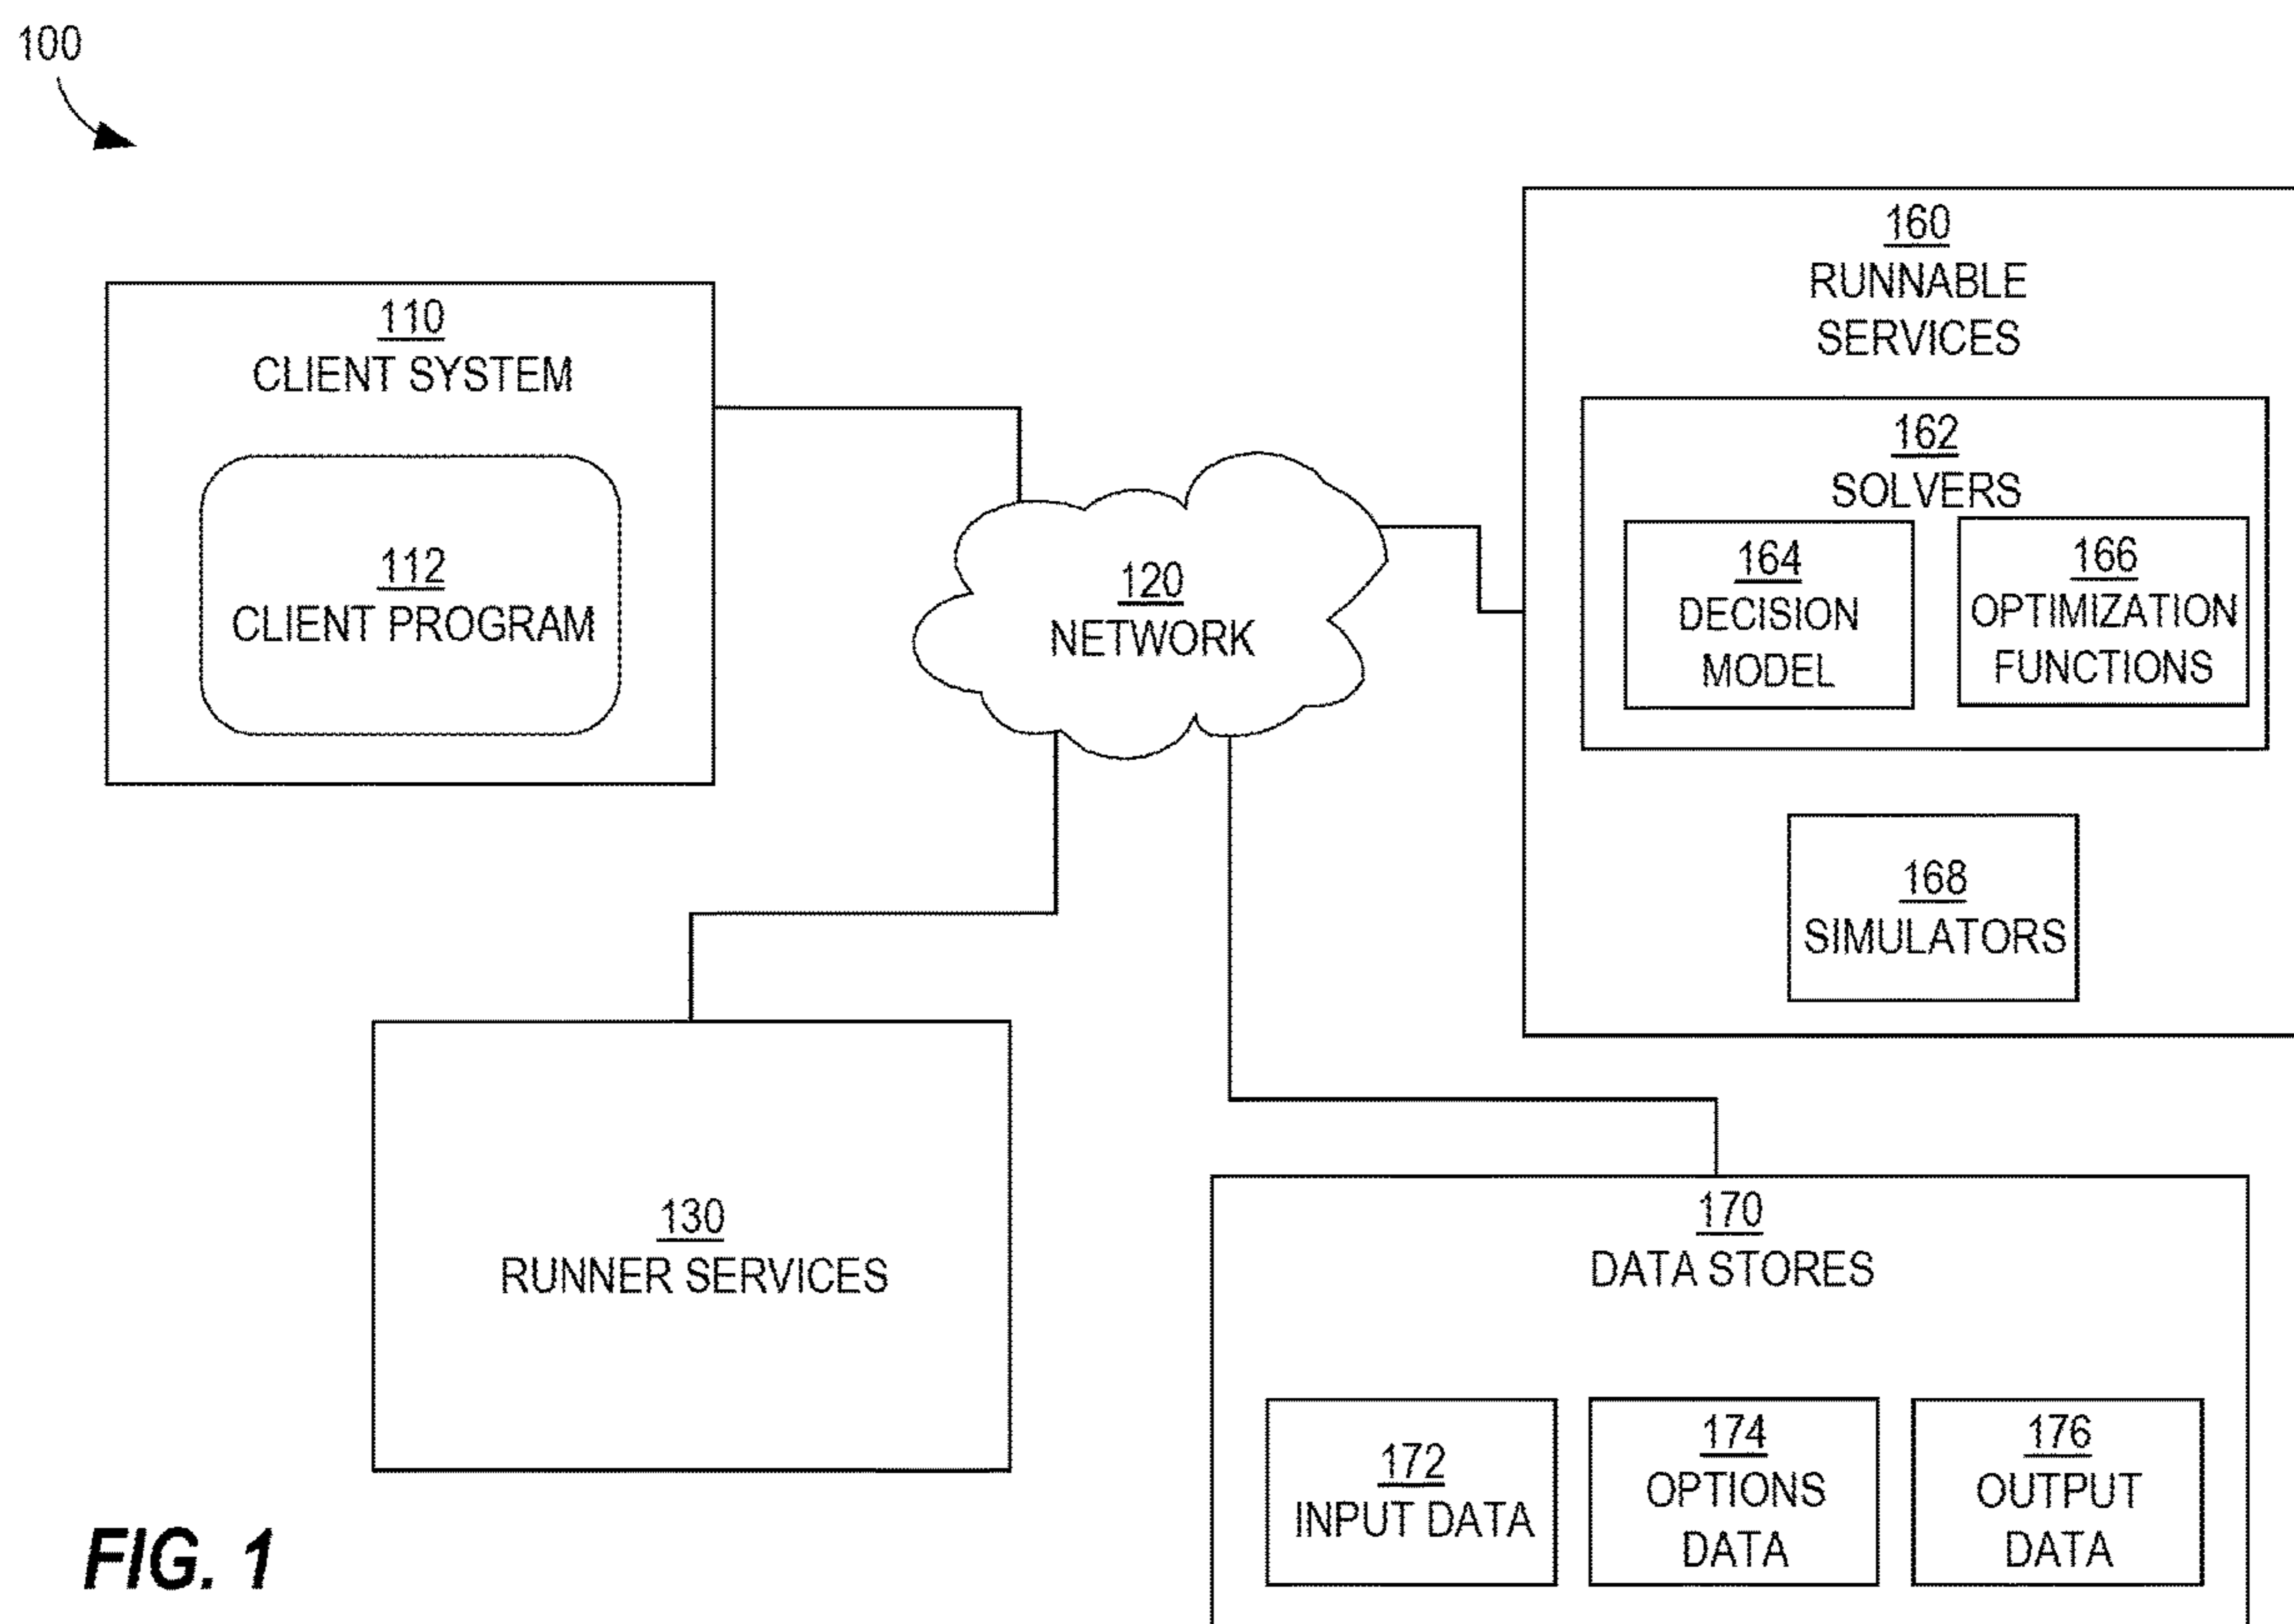 100
110
CLIENT SYSTEM
112
CLIENT PROGRAM
120
NETWORK
160
RUNNABLE
SERVICES
162
SOLVERS
164
DECISION
MODEL
166
OPTIMIZATION
FUNCTIONS
168
SIMULATORS
130
RUNNER SERVICES
170
DATA STORES
172
INPUT DATA
174
OPTIONS
DATA
176
OUTPUT
DATA
FIG. 1